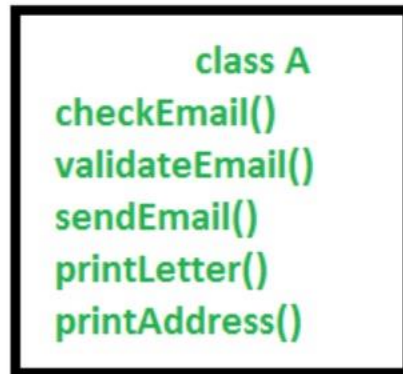 class A
checkEmail()
validateEmail()
sendEmail()
printLetter()
printAddress()